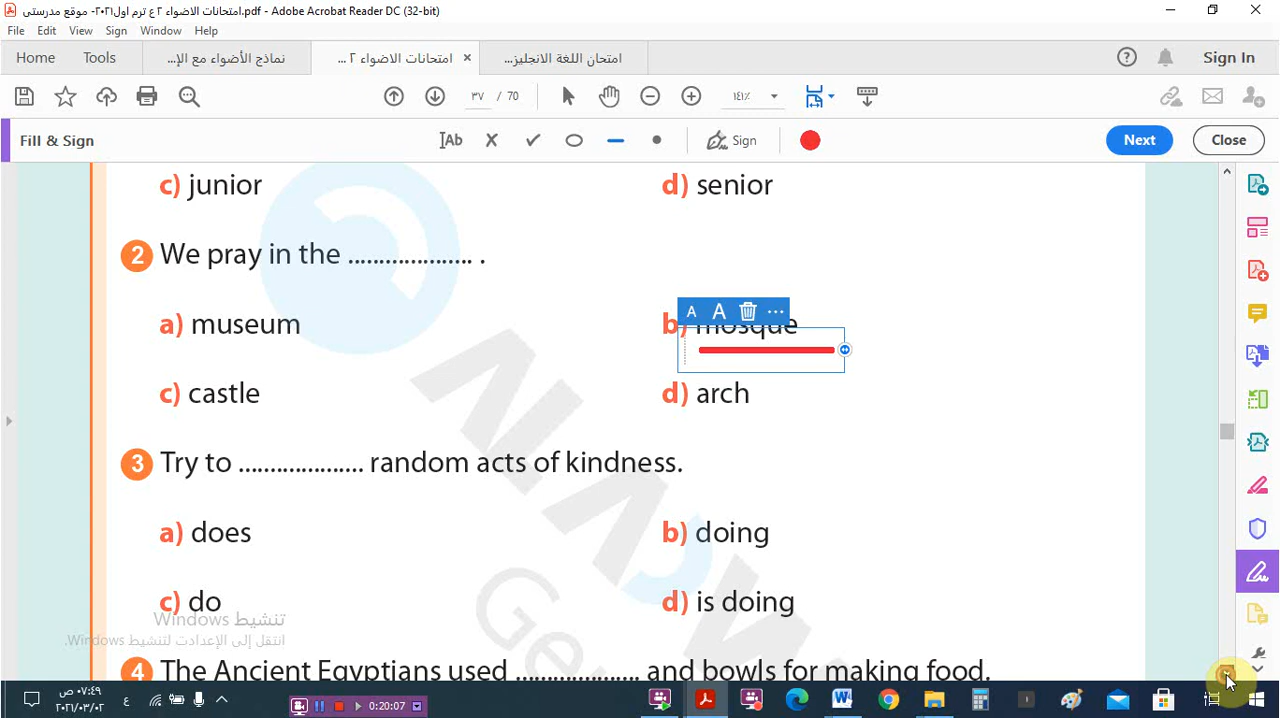 امتحانات الاضواء ٢ ع ترم اول٢٠٢١- موقع مدرستى.pdf - Adobe Acrobat Reader DC (32-bit)
File Edit View Sign Window Help
Home Tools نماذج الأضواء مع الإ... امتحانات الاضواء ٢ ... امتحان اللغة الانجليز...
Sign In
٣٧ / 70 ١٤١٪
Fill & Sign Ab Sign Next Close
c) junior d) senior
2 We pray in the .................... .
a) museum b) mosque
A A
c) castle d) arch
3 Try to .................... random acts of kindness.
a) does b) doing
c) do d) is doing
تنشيط Windows
انتقل إلى الإعدادت لتنشيط Windows.
4 The Ancient Egyptians used .................... and bowls for making food.
٠٧:٤٩ ص
٢٠٢١/٠٣/٠٢
ع
0:20:07